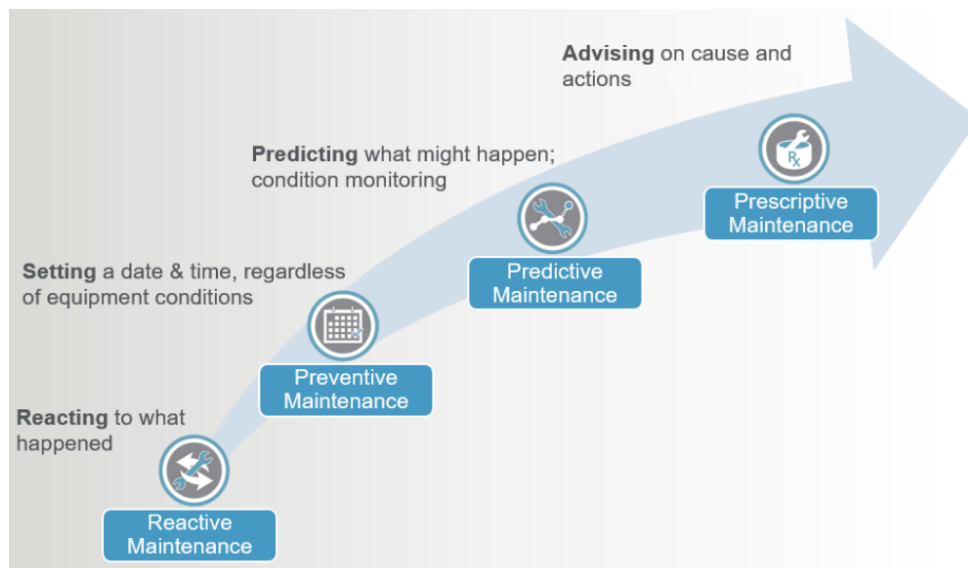 Advising on cause and
actions
Predicting what might happen;
condition monitoring
Rx
Prescriptive
Maintenance
Predictive
Maintenance
Setting a date & time, regardless
of equipment conditions
Preventive
Maintenance
Reacting to what
happened
Reactive
Maintenance